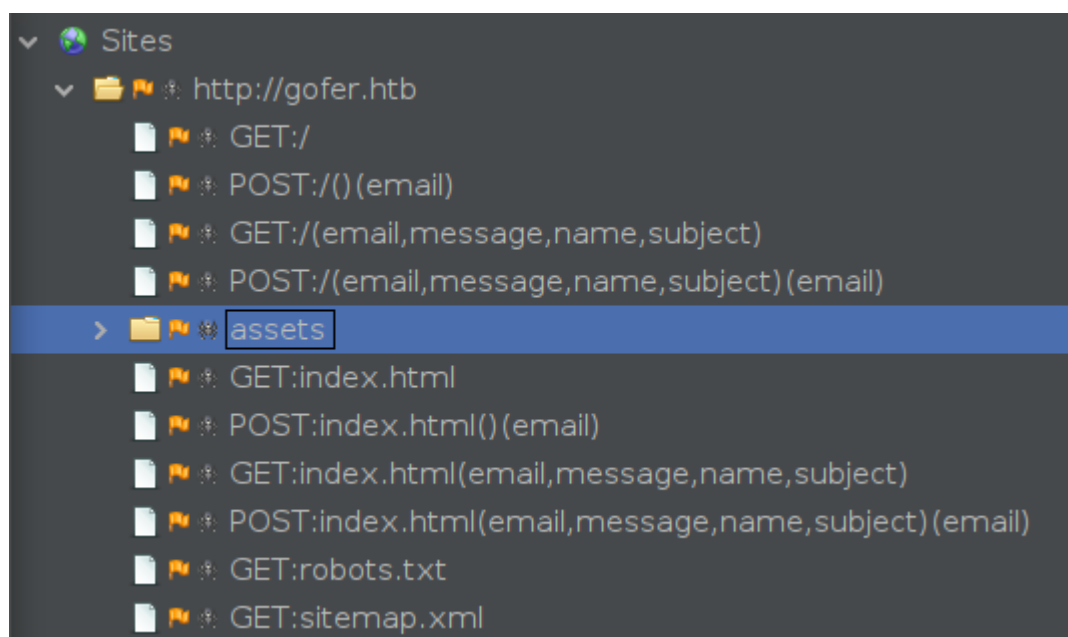 Sites
http://gofer.htb
GET:/
POST:/()(email)
GET:/(email,message,name,subject)
POST:/(email,message,name,subject)(email)
assets
GET:index.html
POST:index.html()(email)
GET:index.html(email,message,name,subject)
POST:index.html(email,message,name,subject)(email)
GET:robots.txt
GET:sitemap.xml